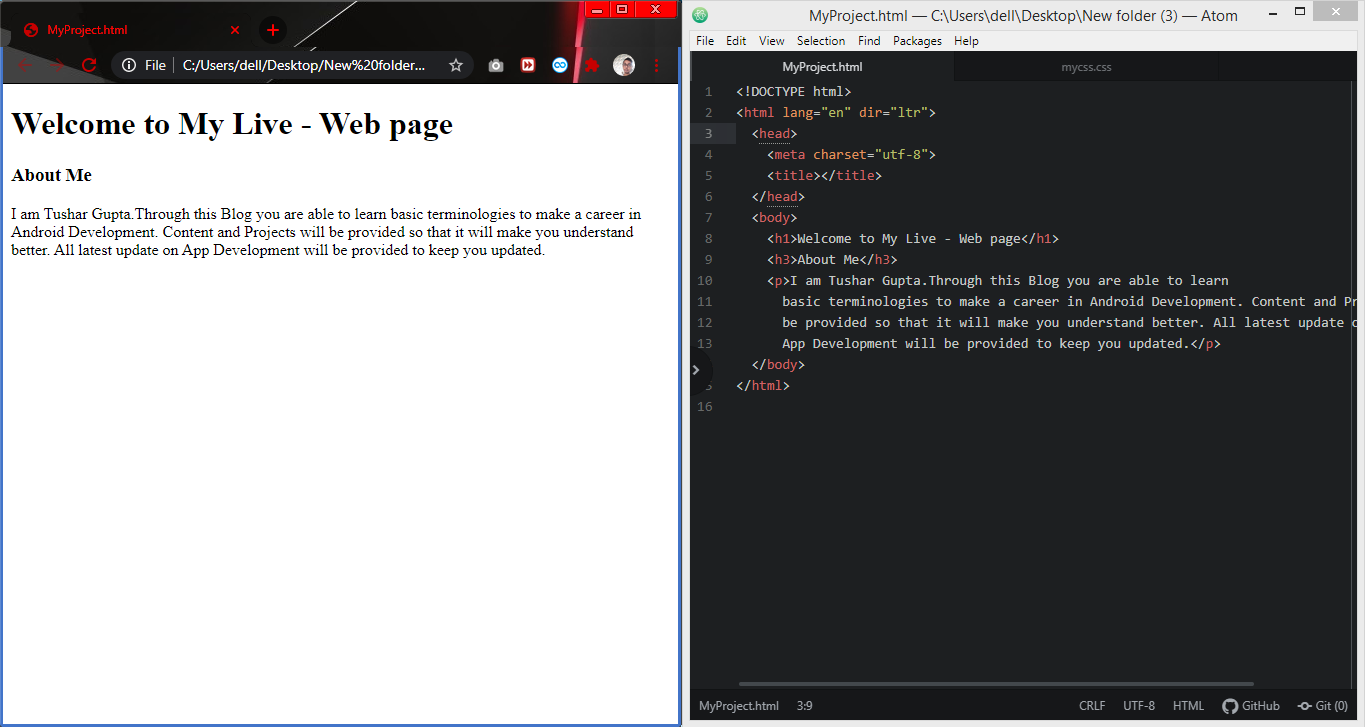 MyProject.html
File C:/Users/dell/Desktop/New%20folder...
Welcome to My Live - Web page
About Me
I am Tushar Gupta.Through this Blog you are able to learn basic terminologies to make a career in
Android Development. Content and Projects will be provided so that it will make you understand
better. All latest update on App Development will be provided to keep you updated.
MyProject.html — C:\Users\dell\Desktop\New folder (3) — Atom
File Edit View Selection Find Packages Help
MyProject.html mycss.css
1 <!DOCTYPE html>
2 <html lang="en" dir="ltr">
3 <head>
4 <meta charset="utf-8">
5 <title></title>
6 </head>
7 <body>
8 <h1>Welcome to My Live - Web page</h1>
9 <h3>About Me</h3>
10 <p>I am Tushar Gupta.Through this Blog you are able to learn
11 basic terminologies to make a career in Android Development. Content and Pr
12 be provided so that it will make you understand better. All latest update o
13 App Development will be provided to keep you updated.</p>
</body>
</html>
16
MyProject.html 3:9 CRLF UTF-8 HTML GitHub Git (0)